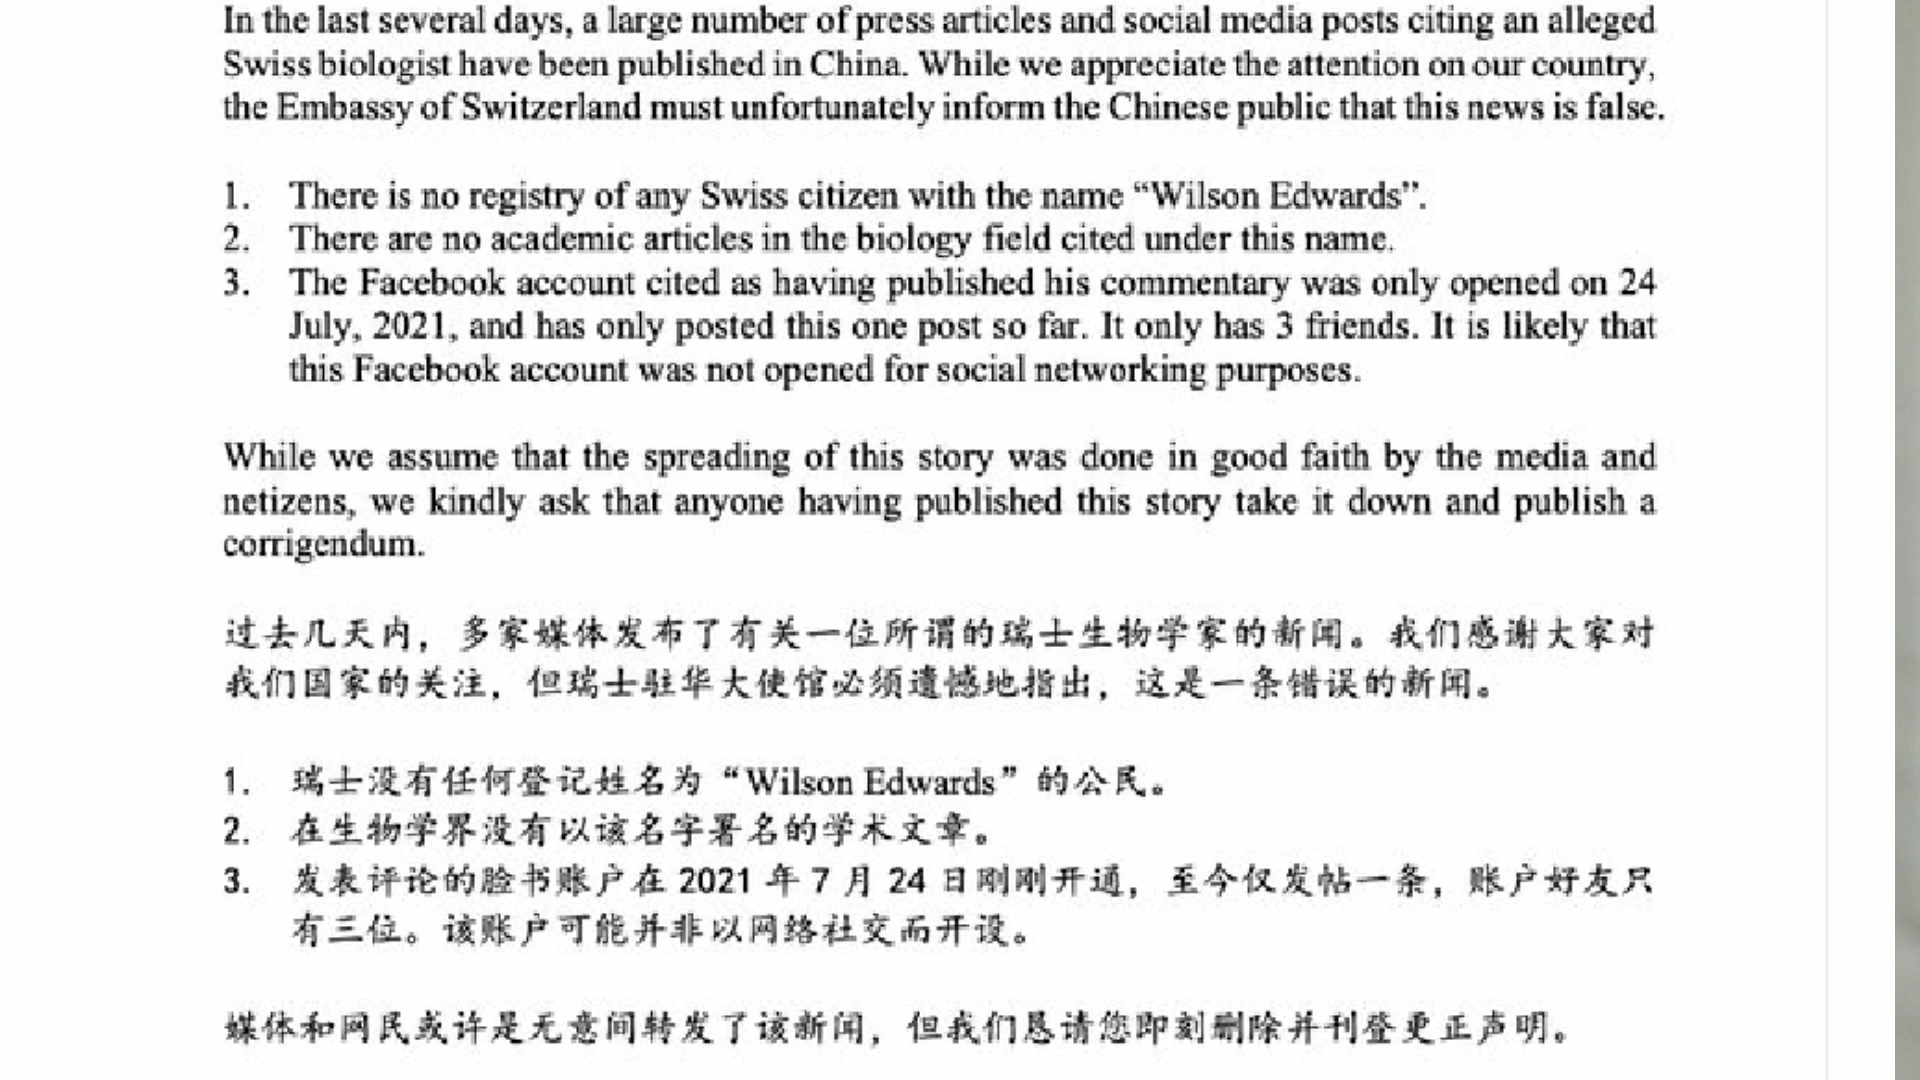 In the last several days, a large number of press articles and social media posts citing an alleged
Swiss biologist have been published in China. While we appreciate the attention on our country,
the Embassy of Switzerland must unfortunately inform the Chinese public that this news is false.
1. There is no registry of any Swiss citizen with the name “Wilson Edwards”.
2. There are no academic articles in the biology field cited under this name.
3. The Facebook account cited as having published his commentary was only opened on 24
July, 2021, and has only posted this one post so far. It only has 3 friends. It is likely that
this Facebook account was not opened for social networking purposes.
While we assume that the spreading of this story was done in good faith by the media and
netizens, we kindly ask that anyone having published this story take it down and publish a
corrigendum.
过去几天内，多家媒体发布了有关一位所谓的瑞士生物学家的新闻。我们感谢大家对
我们国家的关注，但瑞士驻华大使馆必须遗憾地指出，这是一条错误的新闻。
1. 瑞士没有任何登记姓名为“Wilson Edwards”的公民。
2. 在生物学界没有以该名字署名的学术文章。
3. 发表评论的脸书账户在 2021 年 7 月 24 日刚刚开通，至今仅发帖一条，账户好友只
有三位。该账户可能并非以网络社交而开设。
媒体和网民或许是无意间转发了该新闻，但我们恳请您即刻删除并刊登更正声明。